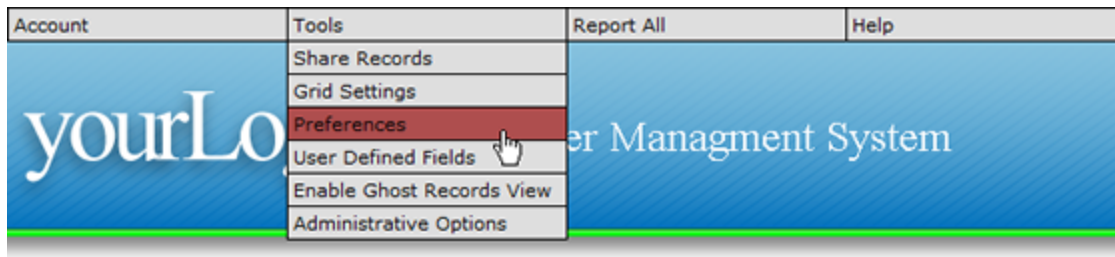 Account Tools Report All Help
Share Records
Grid Settings
Preferences
yourLo er Managment System
User Defined Fields
Enable Ghost Records View
Administrative Options